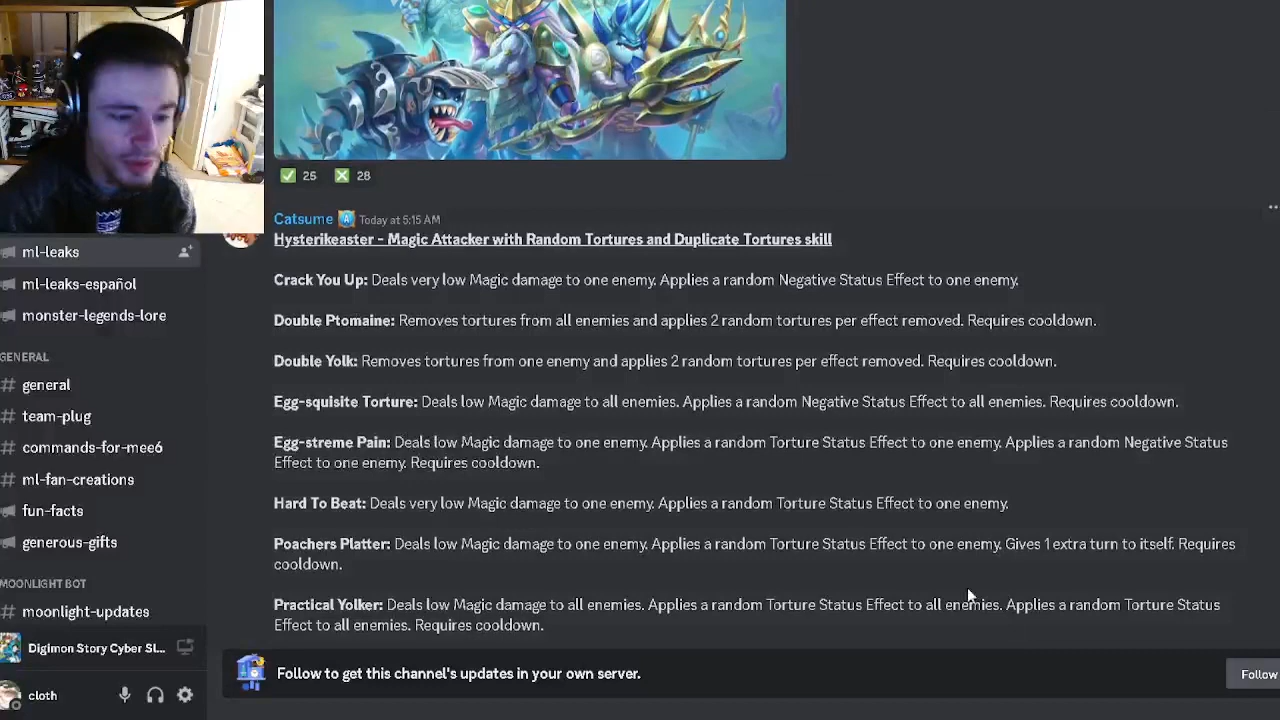 ✅ 25 ❎ 28
Catsume Today at 5:15 AM
Hysterikeaster - Magic Attacker with Random Tortures and Duplicate Tortures skill
ml-leaks
Crack You Up: Deals very low Magic damage to one enemy. Applies a random Negative Status Effect to one enemy.
ml-leaks-español
monster-legends-lore
Double Ptomaine: Removes tortures from all enemies and applies 2 random tortures per effect removed. Requires cooldown.
GENERAL
Double Yolk: Removes tortures from one enemy and applies 2 random tortures per effect removed. Requires cooldown.
general
Egg-squisite Torture: Deals low Magic damage to all enemies. Applies a random Negative Status Effect to all enemies. Requires cooldown.
team-plug
commands-for-mee6
Egg-streme Pain: Deals low Magic damage to one enemy. Applies a random Torture Status Effect to one enemy. Applies a random Negative Status
Effect to one enemy. Requires cooldown.
ml-fan-creations
fun-facts
Hard To Beat: Deals very low Magic damage to one enemy. Applies a random Torture Status Effect to one enemy.
generous-gifts
Poachers Platter: Deals low Magic damage to one enemy. Applies a random Torture Status Effect to one enemy. Gives 1 extra turn to itself. Requires
cooldown.
MOONLIGHT BOT
moonlight-updates
Practical Yolker: Deals low Magic damage to all enemies. Applies a random Torture Status Effect to all enemies. Applies a random Torture Status
Effect to all enemies. Requires cooldown.
Digimon Story Cyber Sl...
Follow to get this channel's updates in your own server.
Follow
cloth